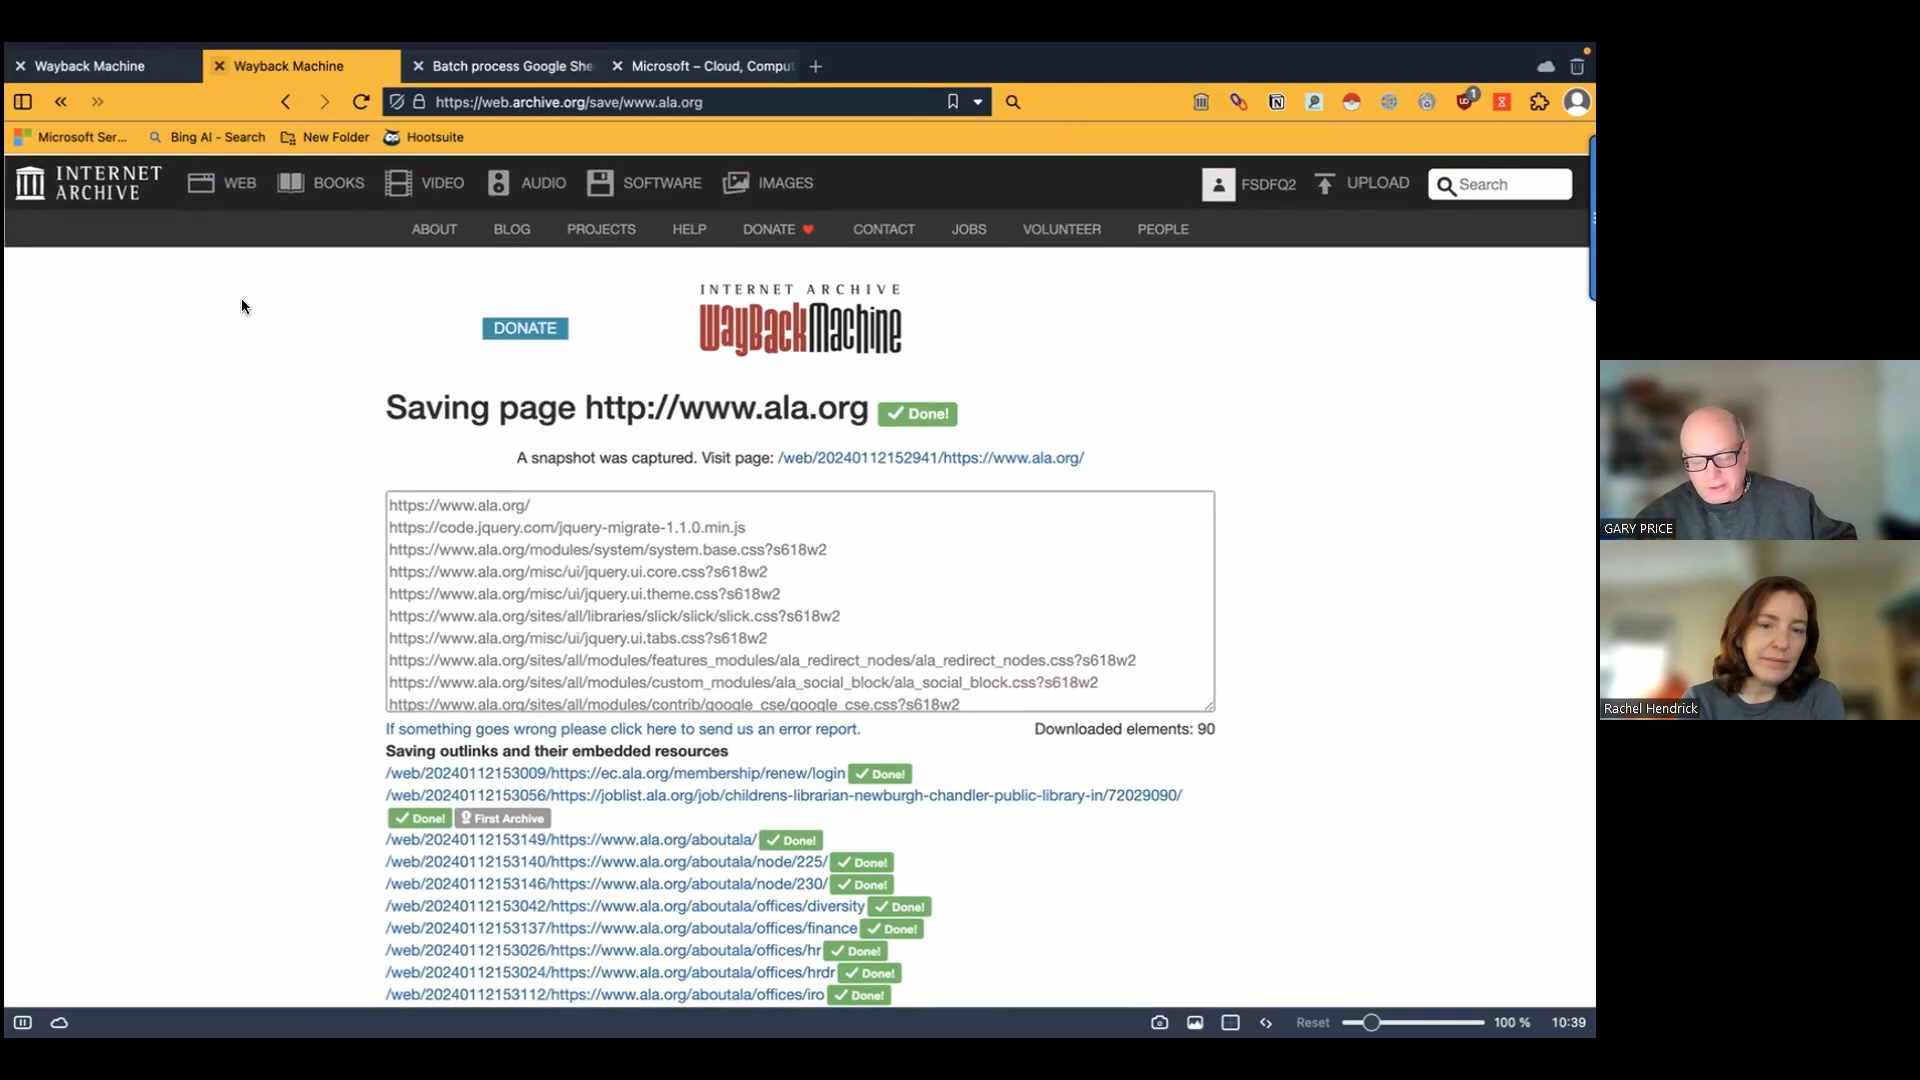 Wayback Machine
Wayback Machine
Batch process Google She
Microsoft – Cloud, Comput
https://web.archive.org/save/www.ala.org
1
Microsoft Ser...
Bing AI - Search
New Folder
Hootsuite
INTERNET ARCHIVE
WEB
BOOKS
VIDEO
AUDIO
SOFTWARE
IMAGES
FSDFQ2
UPLOAD
Search
ABOUT
BLOG
PROJECTS
HELP
DONATE
CONTACT
JOBS
VOLUNTEER
PEOPLE
DONATE
INTERNET ARCHIVE
WayBackMachine
Saving page http://www.ala.org Done!
A snapshot was captured. Visit page: /web/20240112152941/https://www.ala.org/
https://www.ala.org/
https://code.jquery.com/jquery-migrate-1.1.0.min.js
https://www.ala.org/modules/system/system.base.css?s618w2
https://www.ala.org/misc/ui/jquery.ui.core.css?s618w2
https://www.ala.org/misc/ui/jquery.ui.theme.css?s618w2
https://www.ala.org/sites/all/libraries/slick/slick/slick.css?s618w2
https://www.ala.org/misc/ui/jquery.ui.tabs.css?s618w2
https://www.ala.org/sites/all/modules/features_modules/ala_redirect_nodes/ala_redirect_nodes.css?s618w2
https://www.ala.org/sites/all/modules/custom_modules/ala_social_block/ala_social_block.css?s618w2
https://www.ala.org/sites/all/modules/contrib/google_cse/google_cse.css?s618w2
If something goes wrong please click here to send us an error report.
Downloaded elements: 90
Saving outlinks and their embedded resources
/web/20240112153009/https://ec.ala.org/membership/renew/login Done!
/web/20240112153056/https://joblist.ala.org/job/childrens-librarian-newburgh-chandler-public-library-in/72029090/
Done! First Archive
/web/20240112153149/https://www.ala.org/aboutala/ Done!
/web/20240112153140/https://www.ala.org/aboutala/node/225/ Done!
/web/20240112153146/https://www.ala.org/aboutala/node/230/ Done!
/web/20240112153042/https://www.ala.org/aboutala/offices/diversity Done!
/web/20240112153137/https://www.ala.org/aboutala/offices/finance Done!
/web/20240112153026/https://www.ala.org/aboutala/offices/hr Done!
/web/20240112153024/https://www.ala.org/aboutala/offices/hrdr Done!
/web/20240112153112/https://www.ala.org/aboutala/offices/iro Done!
Reset
100 %
10:39
GARY PRICE
Rachel Hendrick